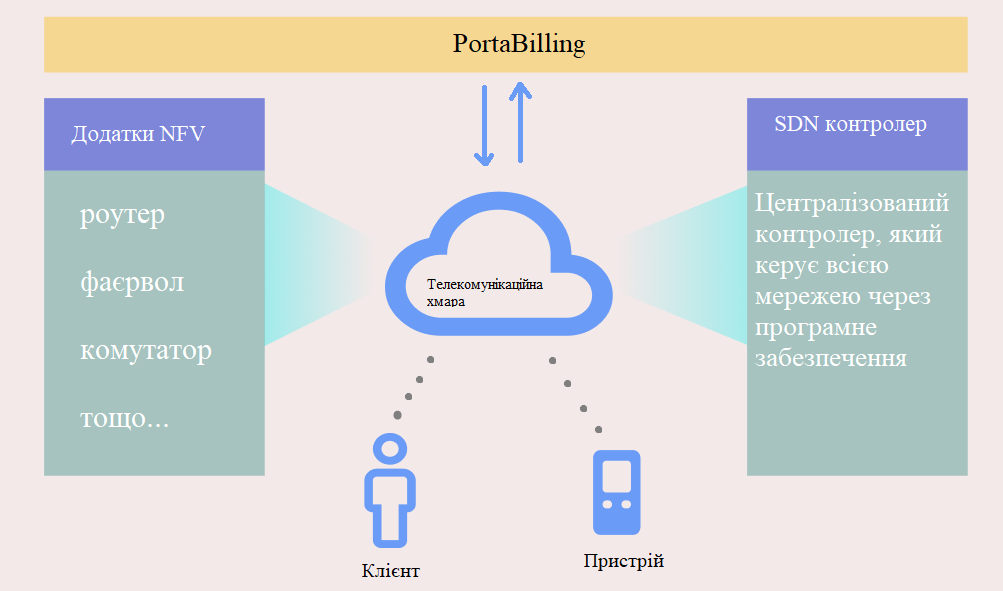 PortaBilling
Додатки NFV
роутер
фаєрвол
комутатор
тощо...
Телекомунікаційна
хмара
SDN контролер
Централізований
контролер, який
керує всією
мережею через
програмне
забезпечення
Клієнт
Пристрій